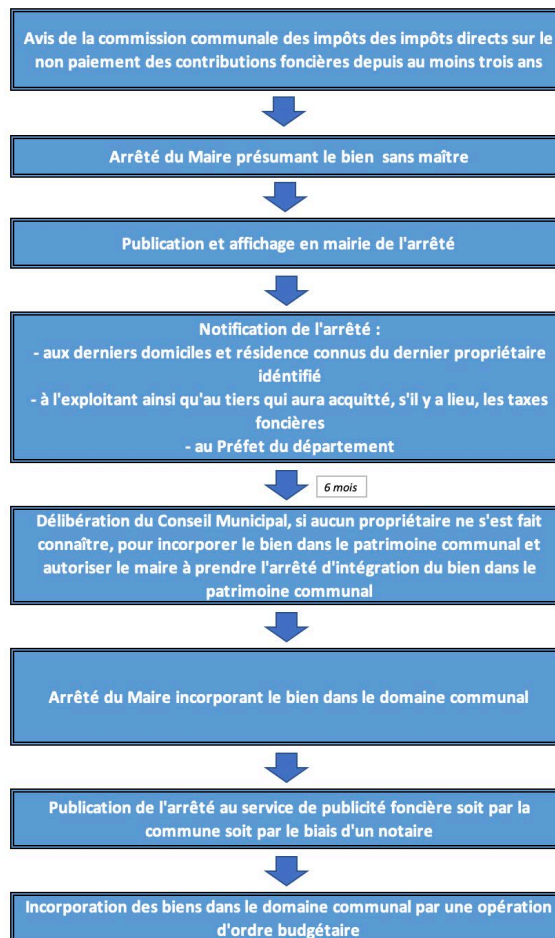 Avis de la commission communale des impôts des impôts directs sur le
non paiement des contributions foncières depuis au moins trois ans
Arrêté du Maire présumant le bien sans maître
Publication et affichage en mairie de l'arrêté
Notification de l'arrêté :
- aux derniers domiciles et résidence connus du dernier propriétaire
idéntifié
- à l'exploitant ainsi qu'au tiers qui aura acquitté, s'il y a lieu, les taxes
foncières
- au Préfet du département
6 mois
Délibération du Conseil Municipal, si aucun propriétaire ne s'est fait
connaître, pour incorporer le bien dans le patrimoine communal et
autoriser le maire à prendre l'arrêté d'intégration du bien dans le
patrimoine communal
Arrêté du Maire incorporant le bien dans le domaine communal
Publication de l'arrêté au service de publicité foncière soit par la
commune soit par le biais d'un notaire
Incorporation des biens dans le domaine communal par une opération
d'ordre budgétaire